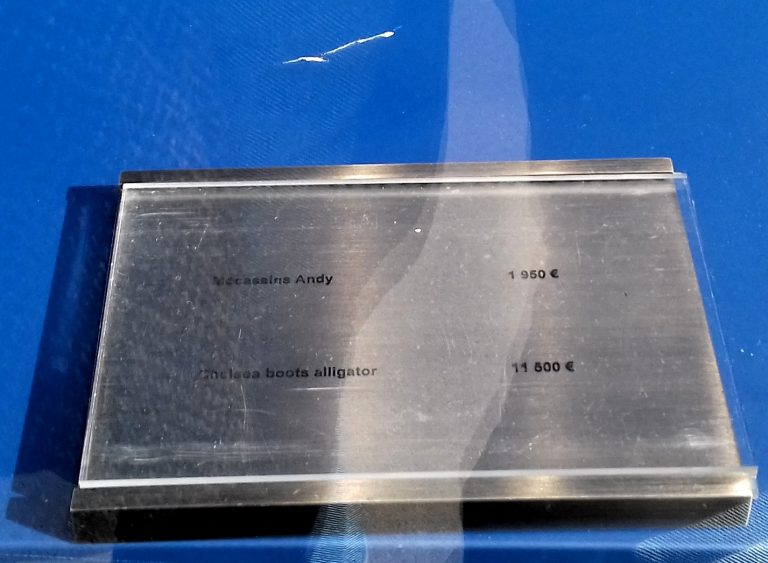 Mocassins Andy 1 950 €
Chelsea boots alligator 11 500 €